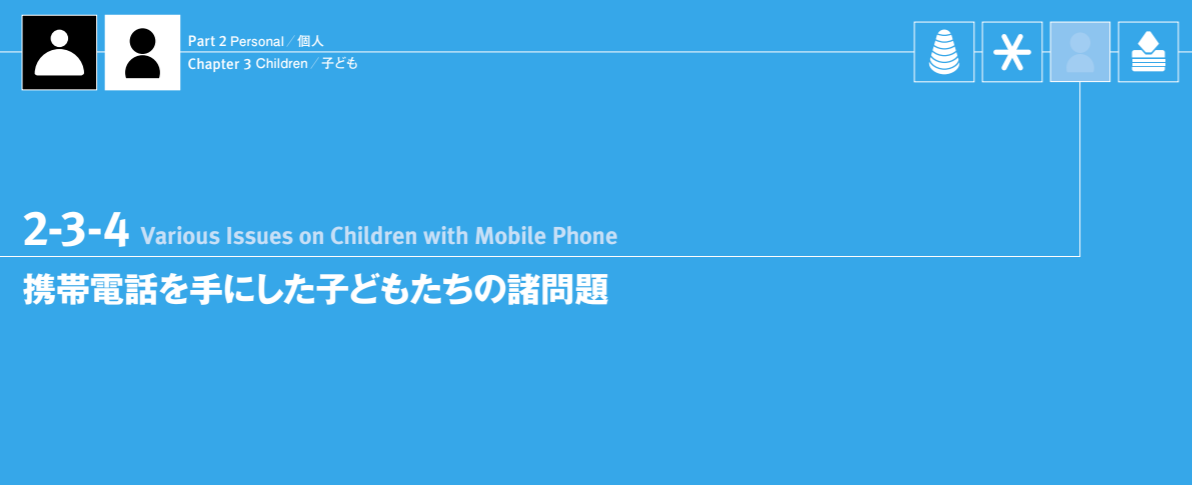 Part 2 Personal / 個人
Chapter 3 Children / 子ども
2-3-4 Various Issues on Children with Mobile Phone
携帯電話を手にした子どもたちの諸問題